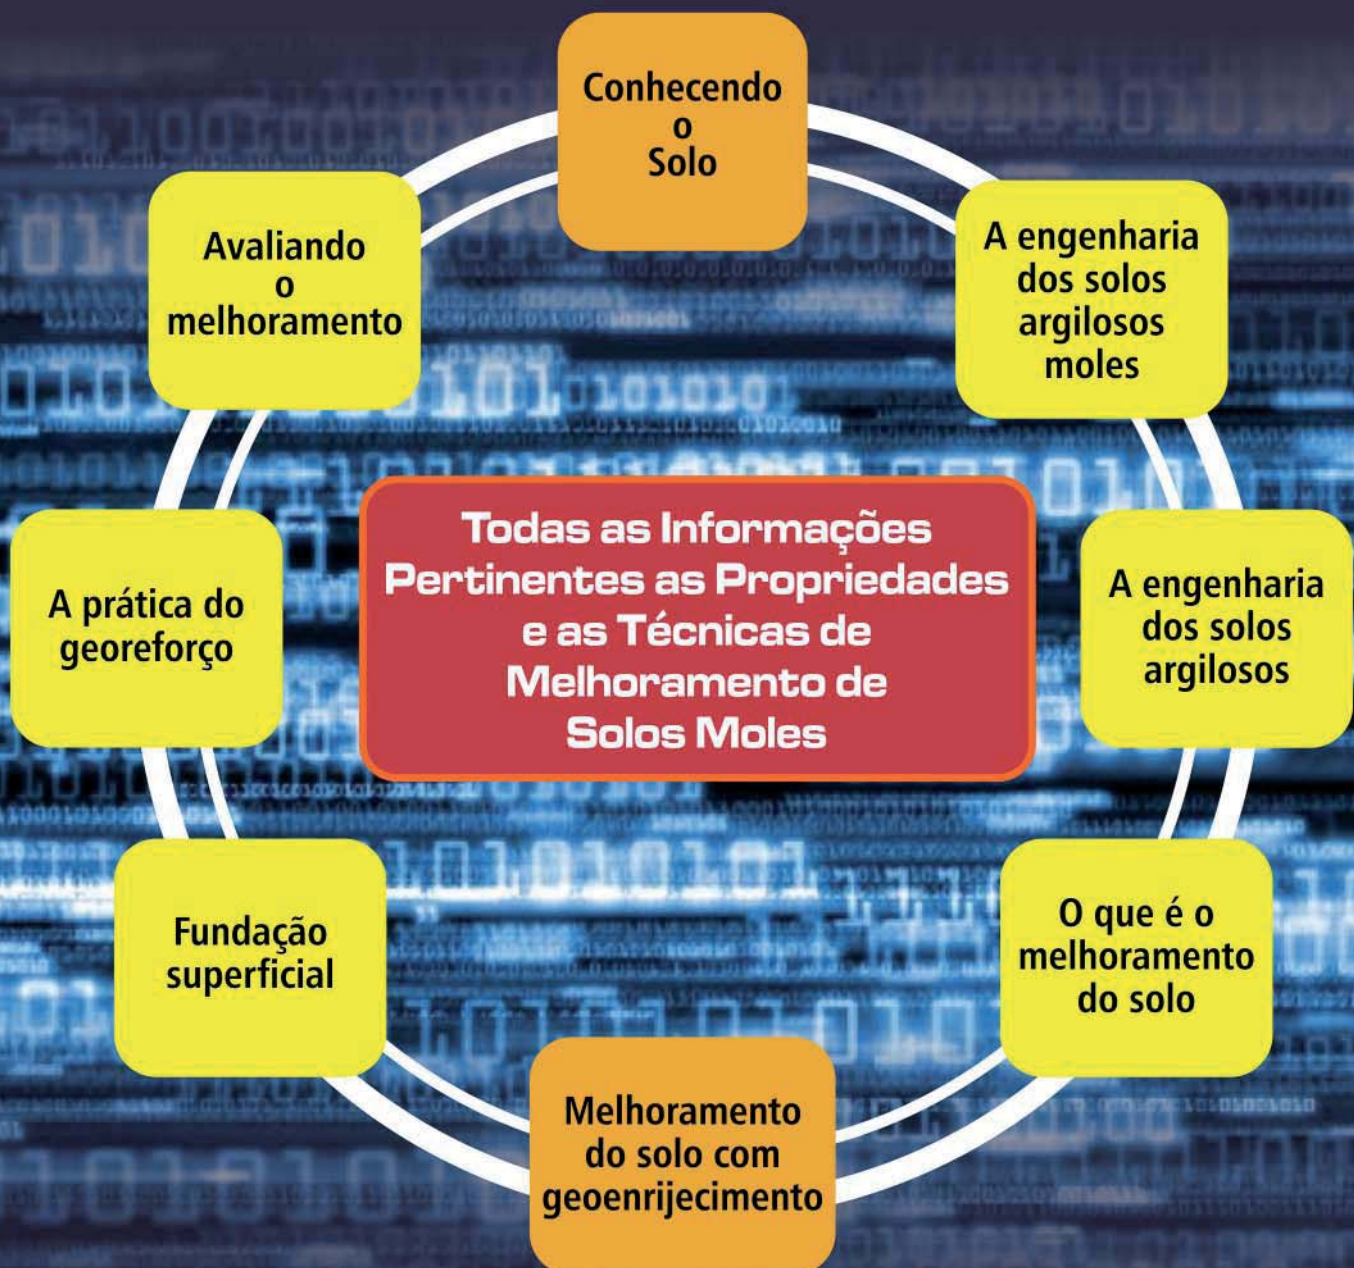 Conhecendo
o
Solo
A engenharia
dos solos
argilosos
moles
A engenharia
dos solos
argilosos
O que é o
melhoramento
do solo
Melhoramento
do solo com
geoenrijecimento
Fundação
superficial
A prática do
georeforço
Avaliando
o
melhoramento
Todas as Informações
Pertinentes as Propriedades
e as Técnicas de
Melhoramento de
Solos Moles